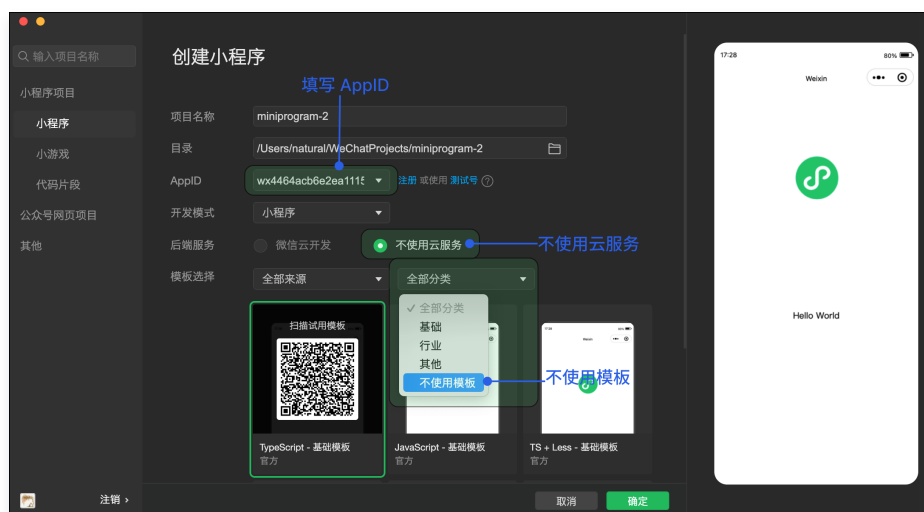 输入项目名称
小程序项目
小程序
小游戏
代码片段
公众号网页项目
其他
注销 ›
创建小程序
填写 AppID
项目名称 miniprogram-2
目录 /Users/natural/WeChatProjects/miniprogram-2
AppID wx4464acb6e2ea1115 注册 或使用 测试号 ?
开发模式 小程序
后端服务 微信云开发 不使用云服务 不使用云服务
模板选择 全部来源 全部分类
✓ 全部分类
基础
行业
其他
不使用模板 不使用模板
扫描试用模板
TypeScript - 基础模板
官方
JavaScript - 基础模板
官方
TS + Less - 基础模板
官方
取消 确定
17:28 80%
Weixin
Hello World